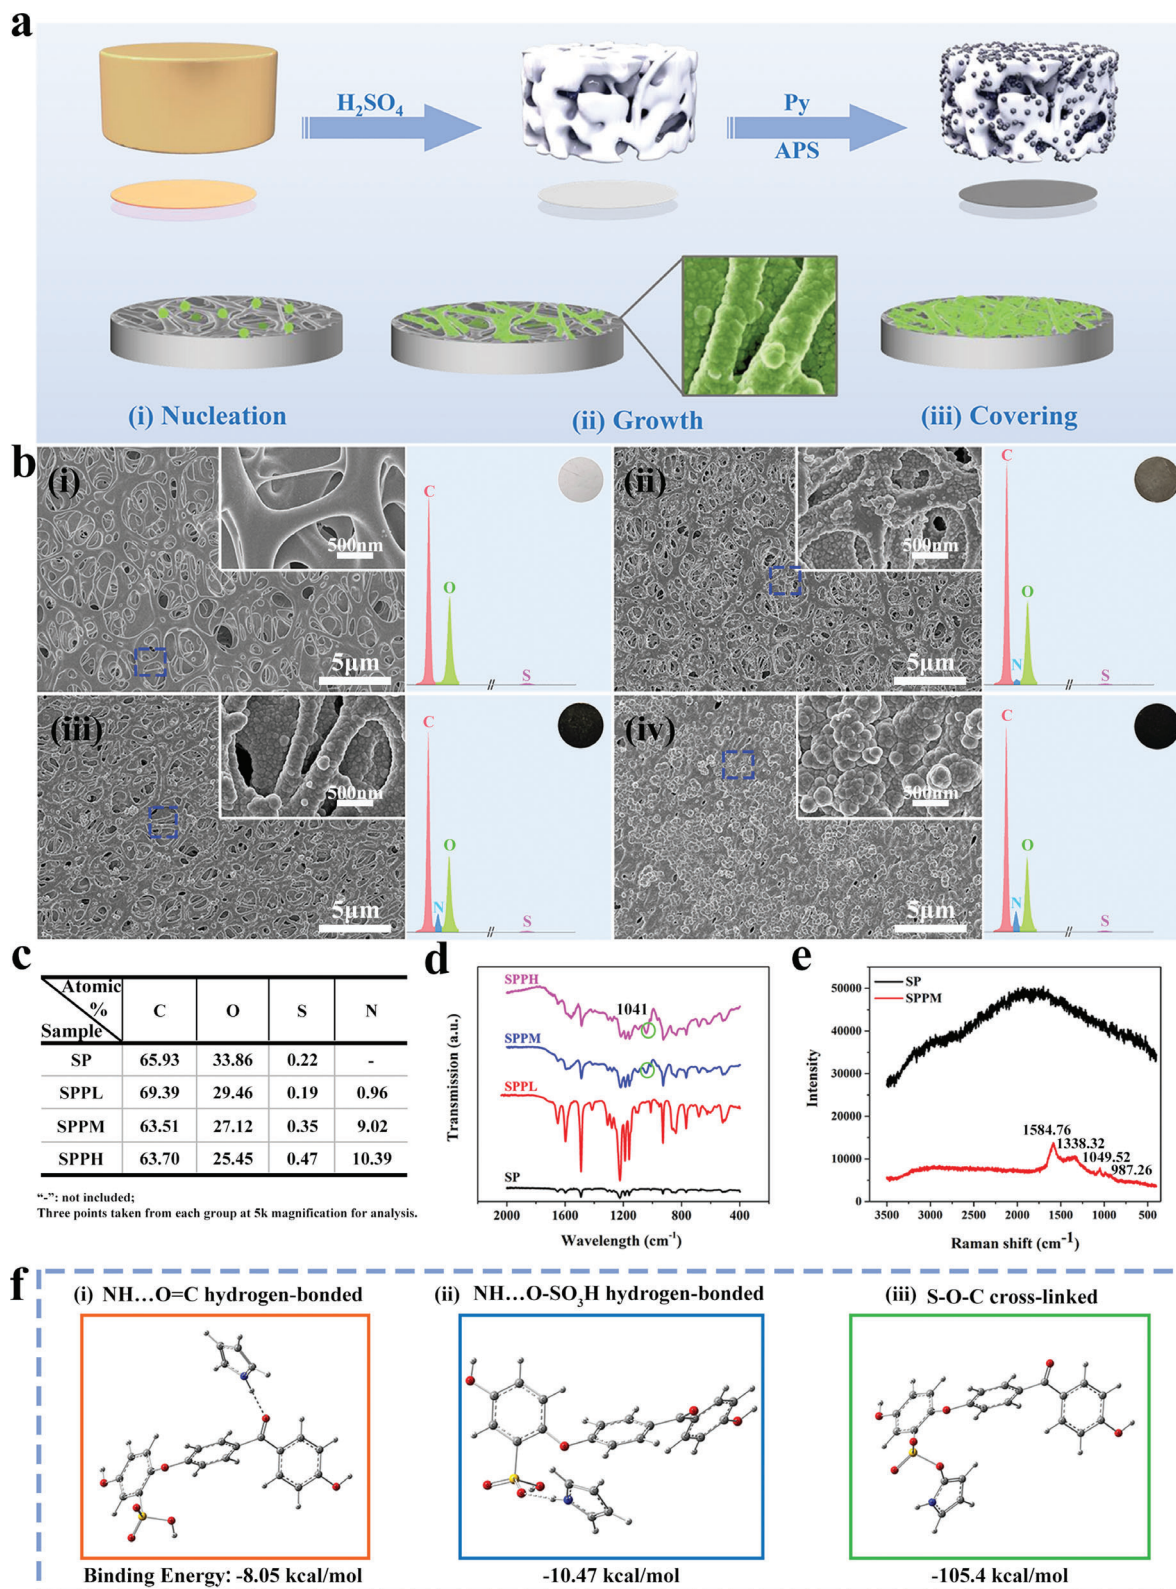 a
H2SO4
Py
APS
(i) Nucleation
(ii) Growth
(iii) Covering
b
(i)
500nm
5μm
C
O
S
//
(ii)
500nm
5μm
C
N
O
S
//
(iii)
500nm
5μm
C
N
O
S
//
(iv)
500nm
5μm
C
N
O
S
//
c
Atomic % Sample C O S N
SP 65.93 33.86 0.22 -
SPPL 69.39 29.46 0.19 0.96
SPPM 63.51 27.12 0.35 9.02
SPPH 63.70 25.45 0.47 10.39
“-”: not included;
Three points taken from each group at 5k magnification for analysis.
d
SPPH
1041
SPPM
SPPL
SP
Transmission (a.u.)
2000 1600 1200 800 400
Wavelength (cm-1)
e
SP
SPPM
50000
40000
30000
20000
10000
0
Intensity
1584.76
1338.32
1049.52
987.26
3500 3000 2500 2000 1500 1000 500
Raman shift (cm-1)
f
(i) NH...O=C hydrogen-bonded
(ii) NH...O-SO3H hydrogen-bonded
(iii) S-O-C cross-linked
Binding Energy: -8.05 kcal/mol
-10.47 kcal/mol
-105.4 kcal/mol